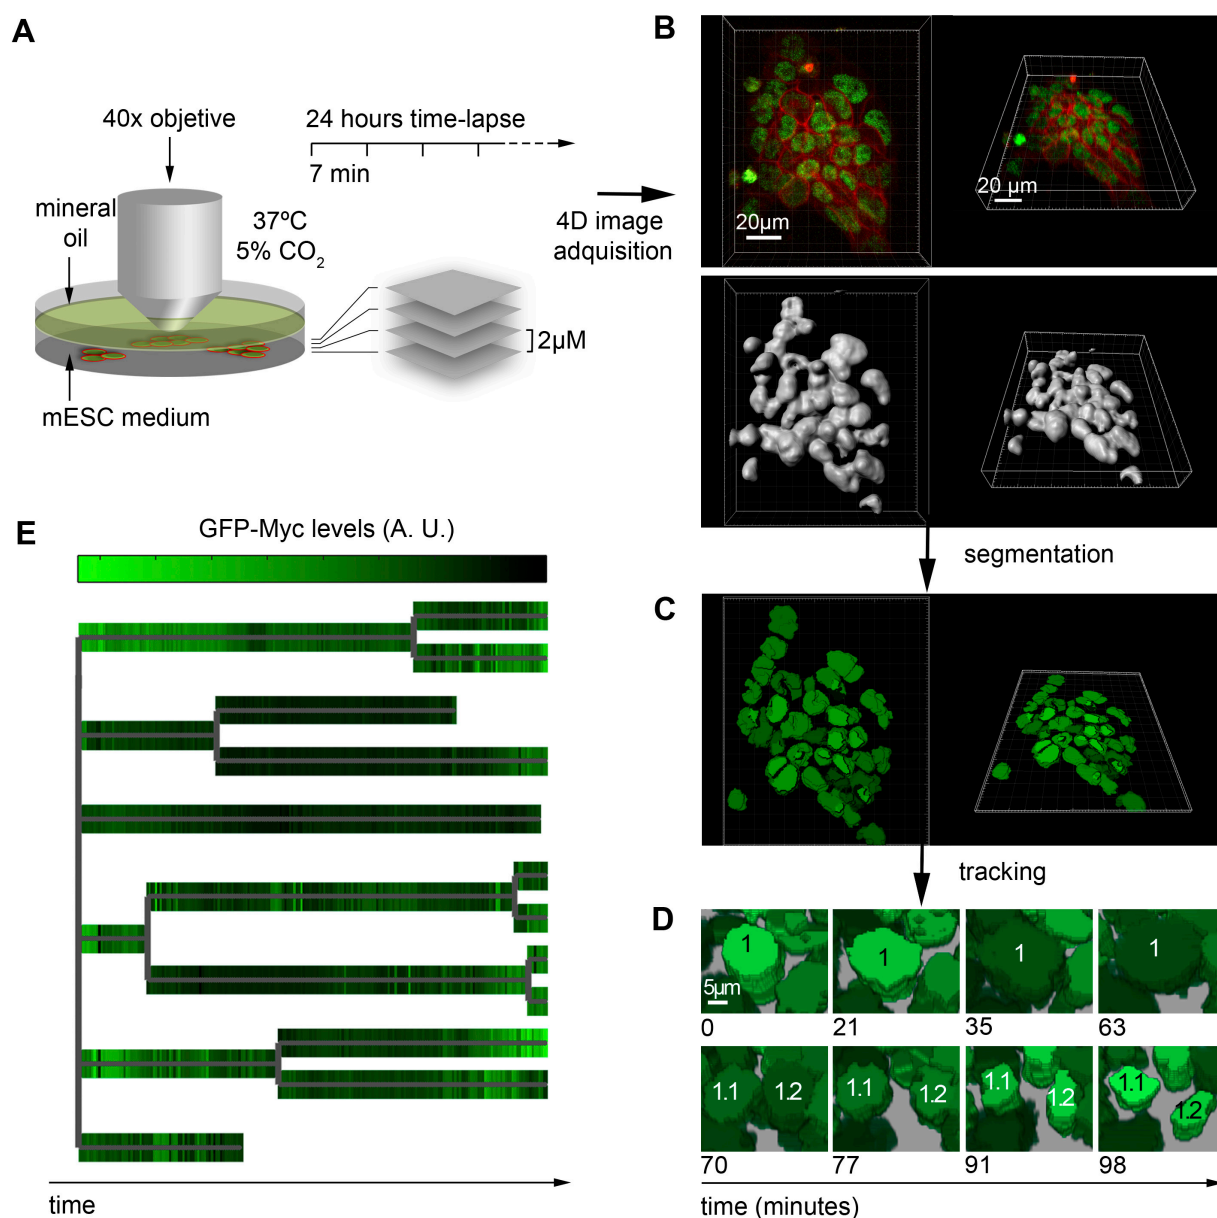 A
40x objetive
24 hours time-lapse
7 min
mineral
oil
37ºC
5% CO2
4D image
adquisition
2µM
mESC medium
B
20µm
20 µm
segmentation
C
tracking
D
1
5µm
0
1
21
1
35
1
63
1.1
1.2
70
1.1
1.2
77
1.1
1.2
91
1.1
1.2
98
time (minutes)
E
GFP-Myc levels (A. U.)
time